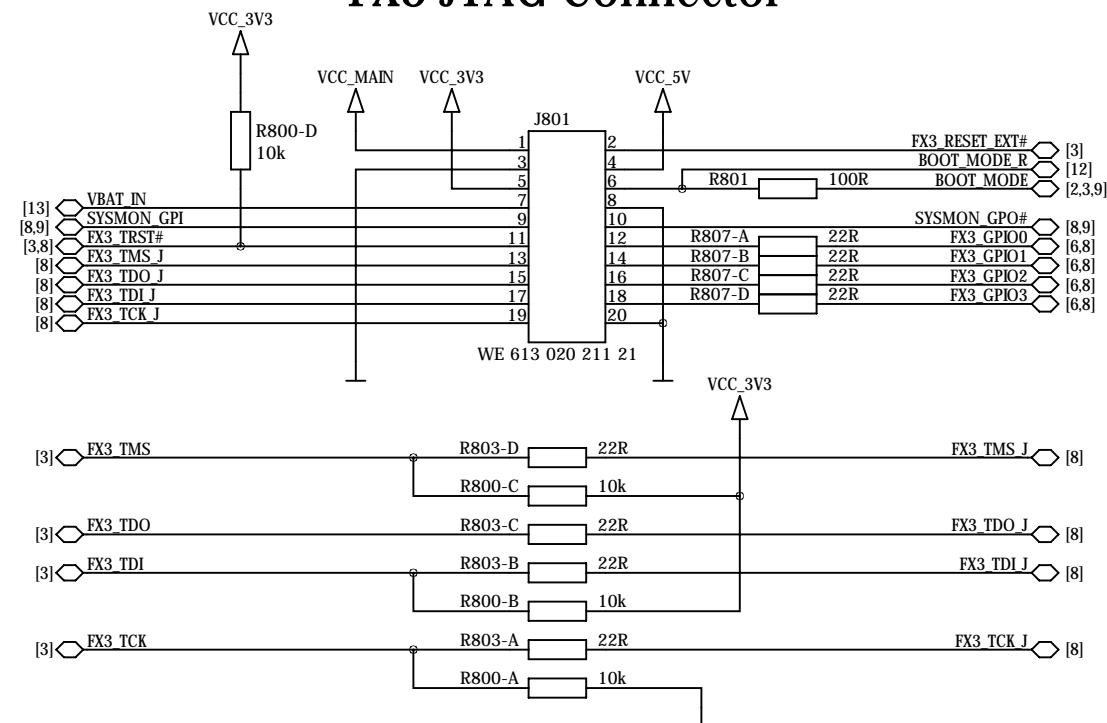 FX3 JTAG Connector
VCC_3V3
VCC_MAIN VCC_3V3 VCC_5V
R800-D
10k
J801
1 2 FX3_RESET_EXT# [3]
3 4 BOOT_MODE_R [12]
5 6 R801 100R BOOT_MODE [2,3,9]
[13] VBAT_IN 7 8
[8,9] SYSMON_GPI 9 10 SYSMON_GPO# [8,9]
[3,8] FX3_TRST# 11 12 R807-A 22R FX3_GPIO0 [6,8]
[8] FX3_TMS_J 13 14 R807-B 22R FX3_GPIO1 [6,8]
[8] FX3_TDO_J 15 16 R807-C 22R FX3_GPIO2 [6,8]
[8] FX3_TDI_J 17 18 R807-D 22R FX3_GPIO3 [6,8]
[8] FX3_TCK_J 19 20
WE 613 020 211 21
VCC_3V3
[3] FX3_TMS R803-D 22R FX3_TMS_J [8]
R800-C 10k
[3] FX3_TDO R803-C 22R FX3_TDO_J [8]
[3] FX3_TDI R803-B 22R FX3_TDI_J [8]
R800-B 10k
[3] FX3_TCK R803-A 22R FX3_TCK_J [8]
R800-A 10k